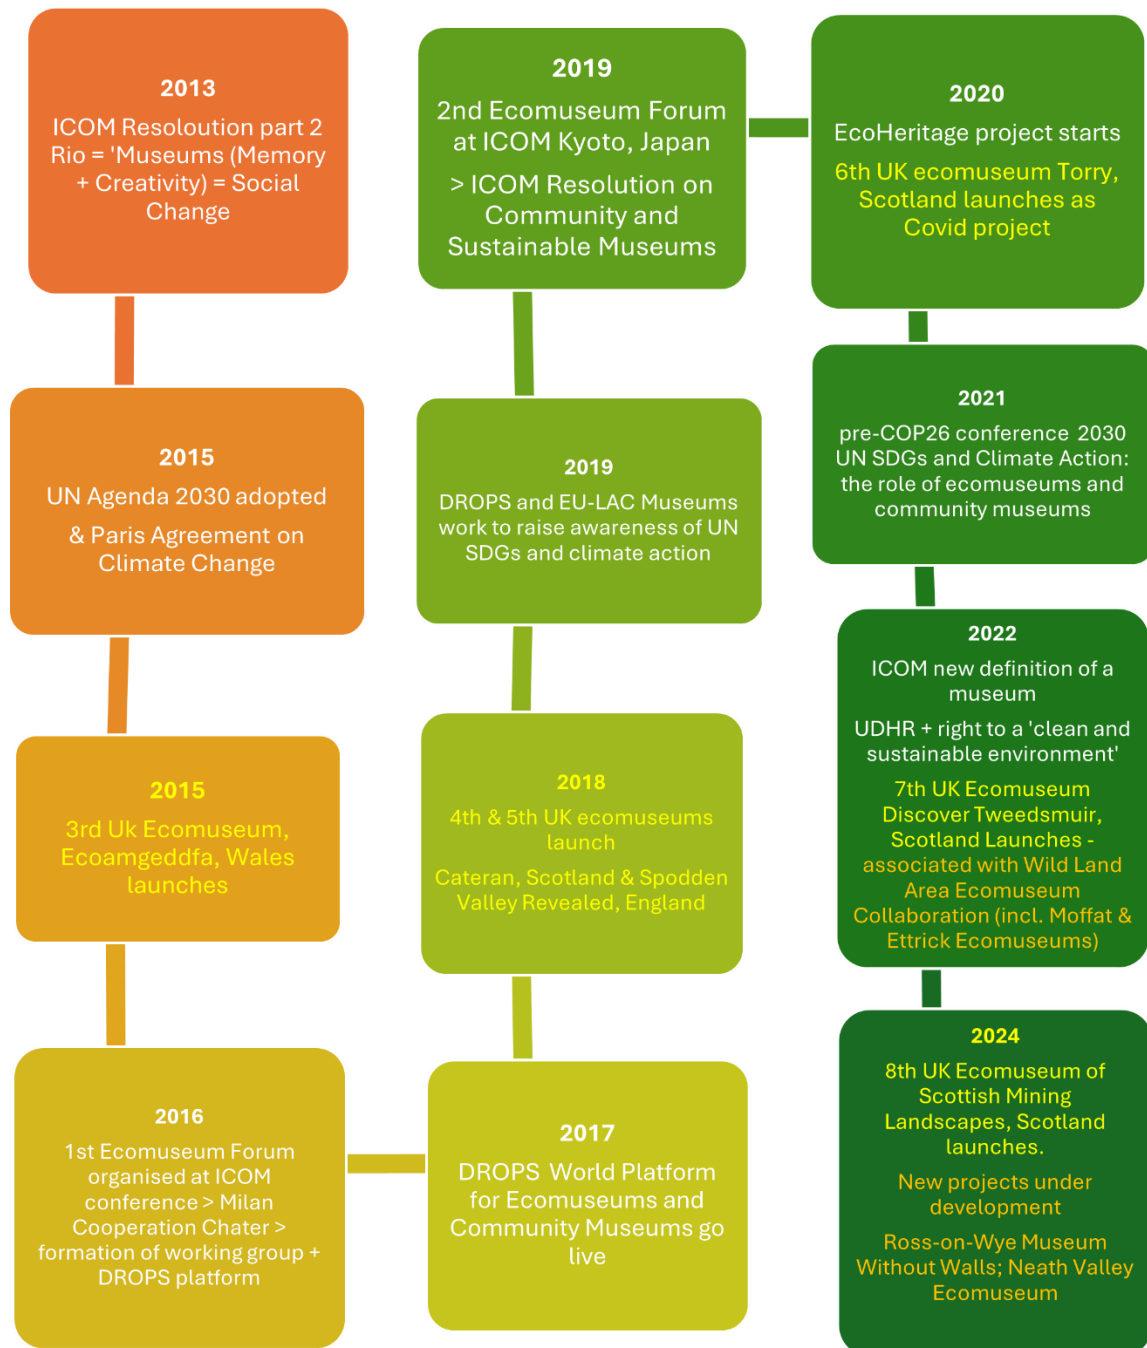 2013
ICOM Resoloution part 2
Rio = 'Museums (Memory
+ Creativity) = Social
Change
2015
UN Agenda 2030 adopted
& Paris Agreement on
Climate Change
2015
3rd Uk Ecomuseum,
Ecoamgeddfa, Wales
launches
2016
1st Ecomuseum Forum
organised at ICOM
conference > Milan
Cooperation Chater >
formation of working group +
DROPS platform
2017
DROPS World Platform
for Ecomuseums and
Community Museums go
live
2018
4th & 5th UK ecomuseums
launch
Cateran, Scotland & Spodden
Valley Revealed, England
2019
DROPS and EU-LAC Museums
work to raise awareness of UN
SDGs and climate action
2019
2nd Ecomuseum Forum
at ICOM Kyoto, Japan
> ICOM Resolution on
Community and
Sustainable Museums
2020
EcoHeritage project starts
6th UK ecomuseum Torry,
Scotland launches as
Covid project
2021
pre-COP26 conference 2030
UN SDGs and Climate Action:
the role of ecomuseums and
community museums
2022
ICOM new definition of a
museum
UDHR + right to a 'clean and
sustainable environment'
7th UK Ecomuseum
Discover Tweedsmuir,
Scotland Launches -
associated with Wild Land
Area Ecomuseum
Collaboration (incl. Moffat &
Ettrick Ecomuseums)
2024
8th UK Ecomuseum of
Scottish Mining
Landscapes, Scotland
launches.
New projects under
development
Ross-on-Wye Museum
Without Walls; Neath Valley
Ecomuseum